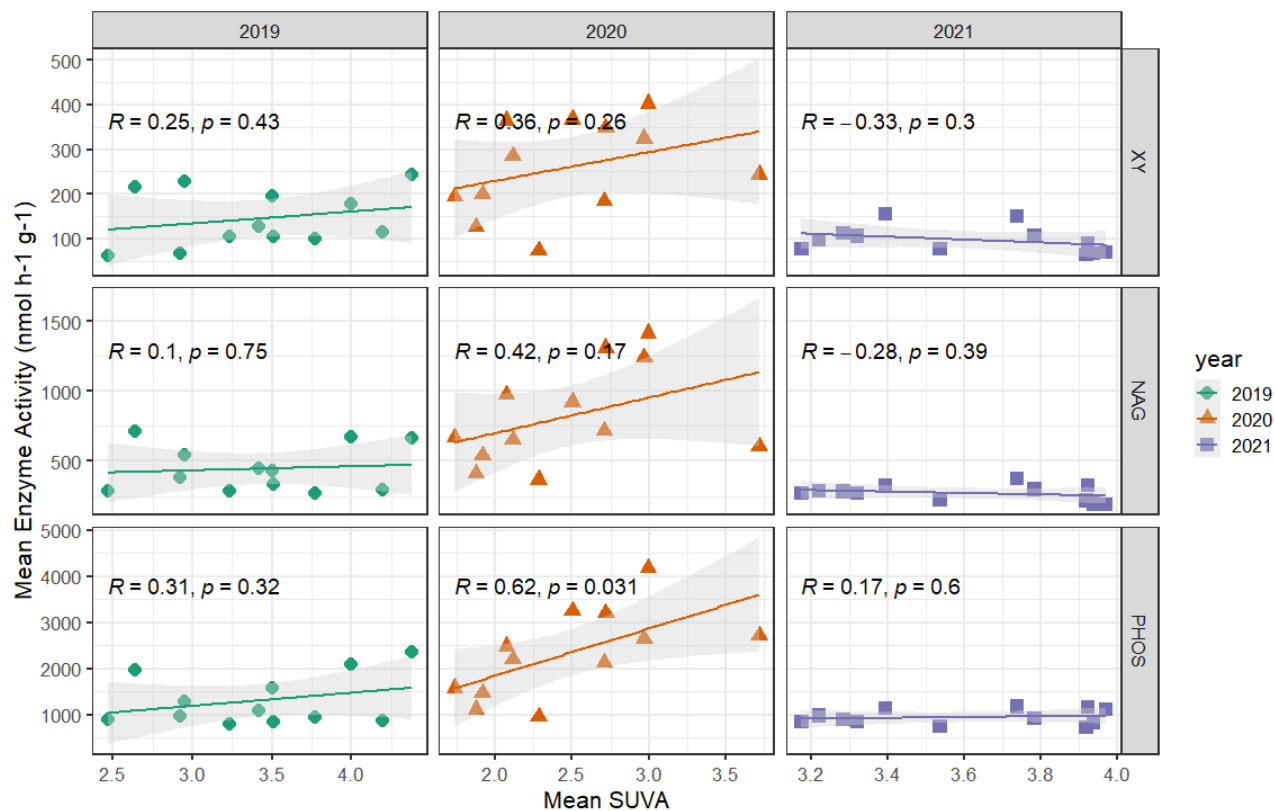 2019 2020 2021
500
400
300
200
100
R = 0.25, p = 0.43
R = 0.36, p = 0.26
R = −0.33, p = 0.3
XY
1500
1000
500
R = 0.1, p = 0.75
R = 0.42, p = 0.17
R = −0.28, p = 0.39
NAG
5000
4000
3000
2000
1000
R = 0.31, p = 0.32
R = 0.62, p = 0.031
R = 0.17, p = 0.6
PHOS
Mean Enzyme Activity (nmol h-1 g-1)
2.5 3.0 3.5 4.0
2.0 2.5 3.0 3.5
3.2 3.4 3.6 3.8 4.0
Mean SUVA
year
2019
2020
2021